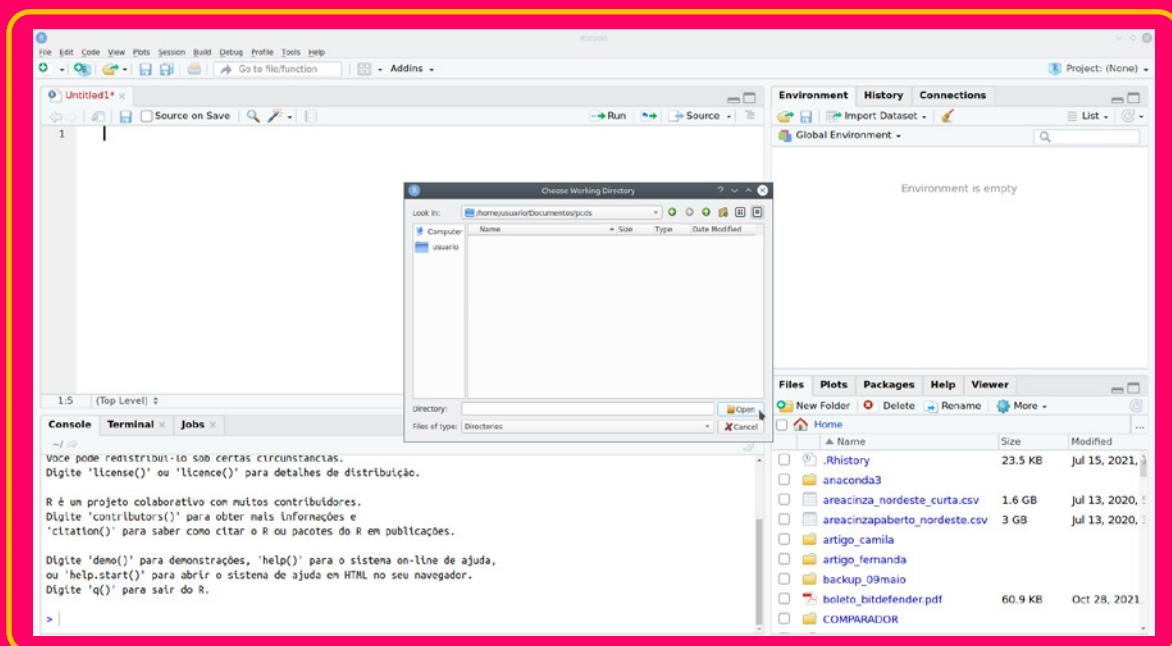 RStudio
File Edit Code View Plots Session Build Debug Profile Tools Help
Go to file/function Addins Project: (None)
Untitled1*
Source on Save Run Source
1
1:5 (Top Level)
Console Terminal Jobs
~/
Você pode redistribuí-lo sob certas circunstâncias.
Digite 'license()' ou 'licence()' para detalhes de distribuição.
R é um projeto colaborativo com muitos contribuidores.
Digite 'contributors()' para obter mais informações e
'citation()' para saber como citar o R ou pacotes do R em publicações.
Digite 'demo()' para demonstrações, 'help()' para o sistema on-line de ajuda,
ou 'help.start()' para abrir o sistema de ajuda em HTML no seu navegador.
Digite 'q()' para sair do R.
>
Choose Working Directory
Look in: /home/usuario/Documentos/pcds
Computer
usuario
Name Size Type Date Modified
Directory: Open
Files of type: Directories Cancel
Environment History Connections
Import Dataset List
Global Environment
Environment is empty
Files Plots Packages Help Viewer
New Folder Delete Rename More
Home ...
Name Size Modified
.Rhistory 23.5 KB Jul 15, 2021,
anaconda3
areacinza_nordeste_curta.csv 1.6 GB Jul 13, 2020,
areacinzapaberto_nordeste.csv 3 GB Jul 13, 2020,
artigo_camila
artigo_fernanda
backup_09maio
boleto_bitdefender.pdf 60.9 KB Oct 28, 2021
COMPARADOR